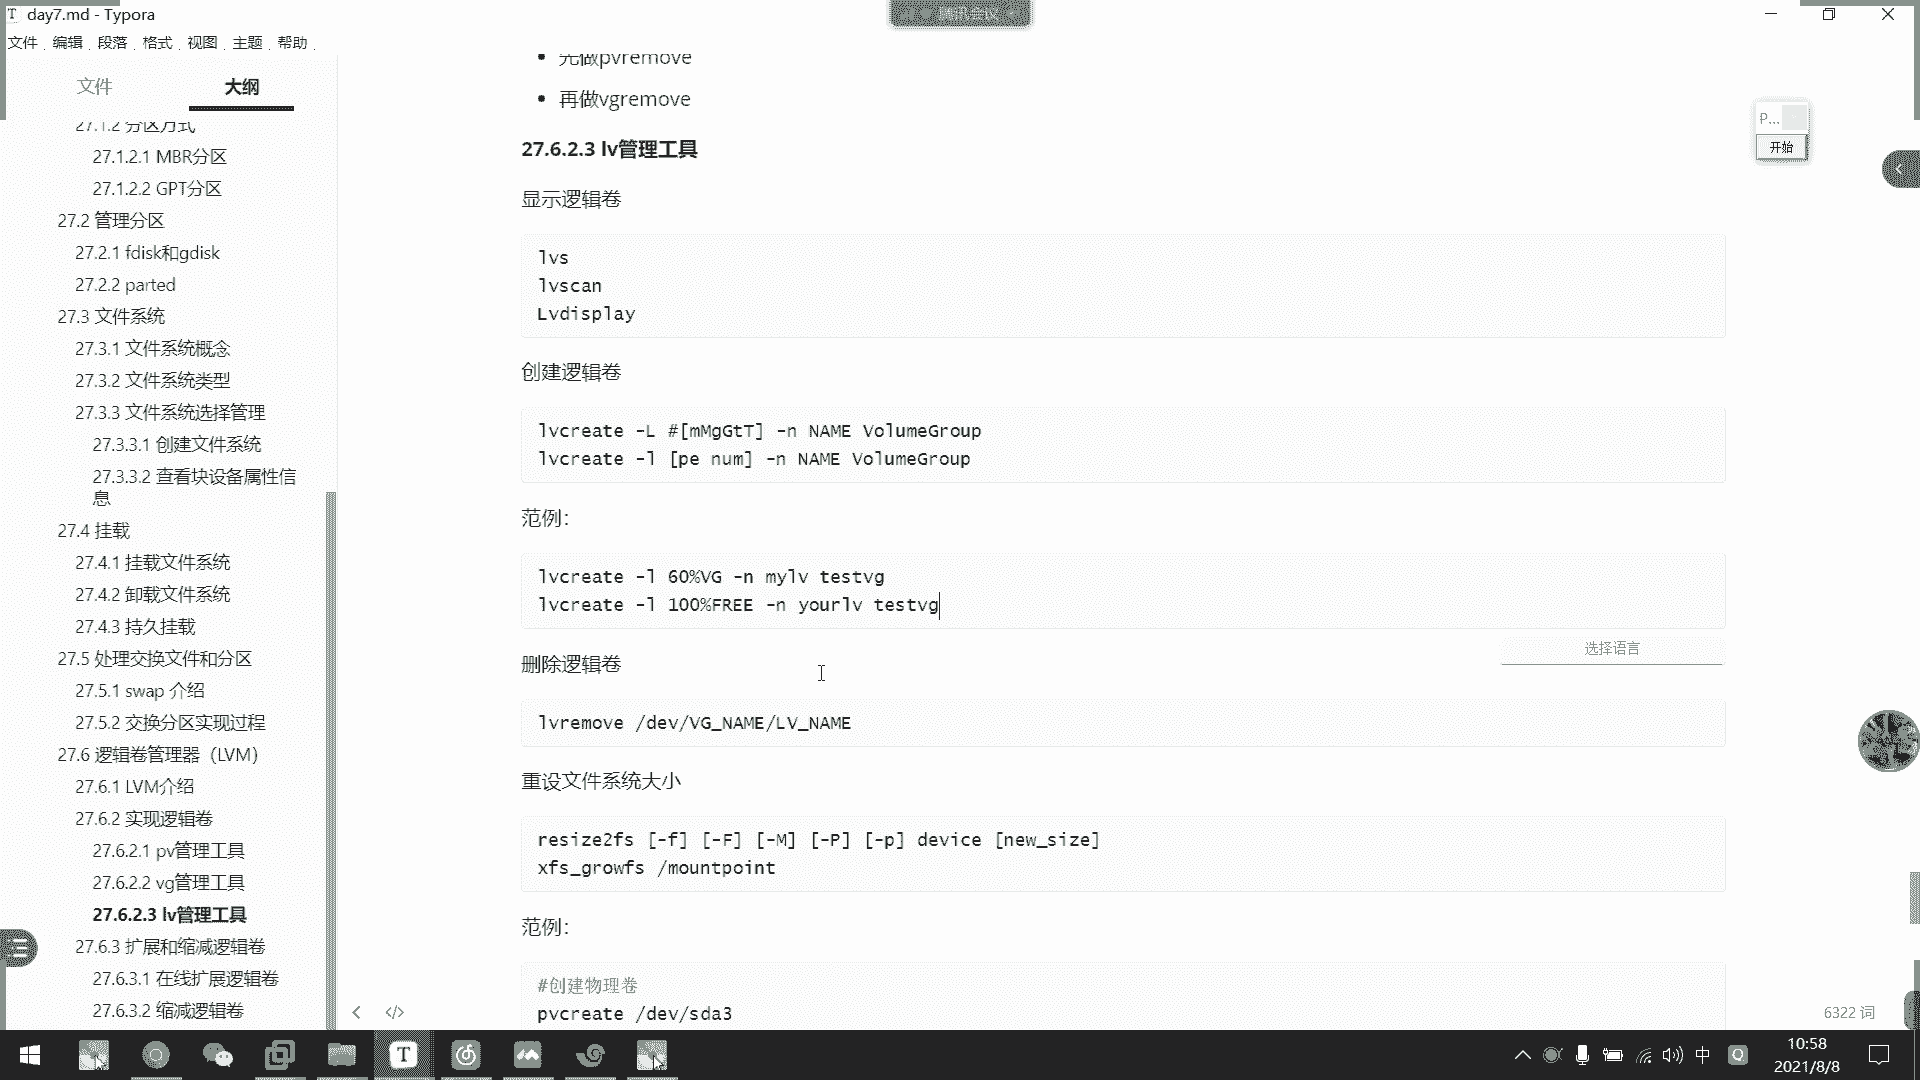 day7.md - Typora
腾讯会议
文件 编辑 段落 格式 视图 主题 帮助
文件 大纲
27.1.2 分区方式
27.1.2.1 MBR分区
27.1.2.2 GPT分区
27.2 管理分区
27.2.1 fdisk和gdisk
27.2.2 parted
27.3 文件系统
27.3.1 文件系统概念
27.3.2 文件系统类型
27.3.3 文件系统选择管理
27.3.3.1 创建文件系统
27.3.3.2 查看块设备属性信
息
27.4 挂载
27.4.1 挂载文件系统
27.4.2 卸载文件系统
27.4.3 持久挂载
27.5 处理交换文件和分区
27.5.1 swap 介绍
27.5.2 交换分区实现过程
27.6 逻辑卷管理器（LVM）
27.6.1 LVM介绍
27.6.2 实现逻辑卷
27.6.2.1 pv管理工具
27.6.2.2 vg管理工具
27.6.2.3 lv管理工具
27.6.3 扩展和缩减逻辑卷
27.6.3.1 在线扩展逻辑卷
27.6.3.2 缩减逻辑卷
先做pvremove
再做vgremove
27.6.2.3 lv管理工具
显示逻辑卷
lvs
lvscan
Lvdisplay
创建逻辑卷
lvcreate -L #[mMgGtT] -n NAME VolumeGroup
lvcreate -l [pe num] -n NAME VolumeGroup
范例：
lvcreate -l 60%VG -n mylv testvg
lvcreate -l 100%FREE -n yourlv testvg
选择语言
删除逻辑卷
lvremove /dev/VG_NAME/LV_NAME
重设文件系统大小
resize2fs [-f] [-F] [-M] [-P] [-p] device [new_size]
xfs_growfs /mountpoint
范例：
#创建物理卷
pvcreate /dev/sda3
P...
开始
6322 词
中
10:58
2021/8/8